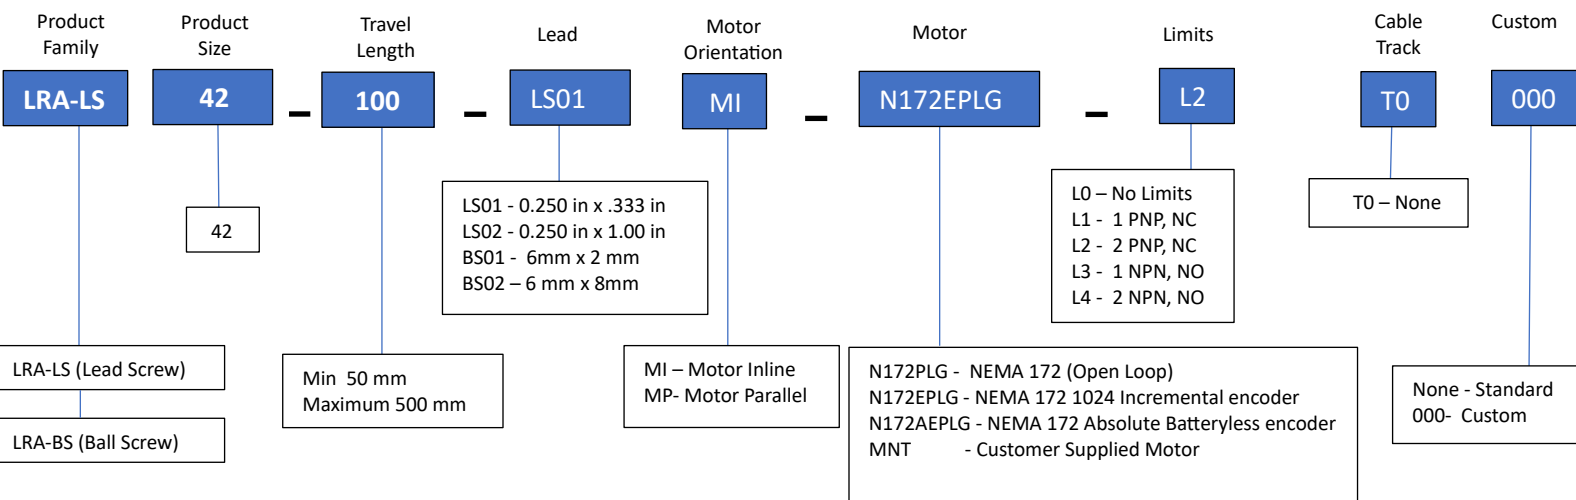 Product
Family
Product
Size
Travel
Length
Lead
Motor
Orientation
Motor
Limits
Cable
Track
Custom
LRA-LS
42
–
100
–
LS01
MI
–
N172EPLG
–
L2
T0
000
42
LS01 - 0.250 in x .333 in
LS02 - 0.250 in x 1.00 in
BS01 - 6mm x 2 mm
BS02 – 6 mm x 8mm
L0 – No Limits
L1 - 1 PNP, NC
L2 - 2 PNP, NC
L3 - 1 NPN, NO
L4 - 2 NPN, NO
T0 – None
LRA-LS (Lead Screw)
LRA-BS (Ball Screw)
Min 50 mm
Maximum 500 mm
MI – Motor Inline
MP- Motor Parallel
N172PLG - NEMA 172 (Open Loop)
N172EPLG - NEMA 172 1024 Incremental encoder
N172AEPLG - NEMA 172 Absolute Batteryless encoder
MNT - Customer Supplied Motor
None - Standard
000- Custom